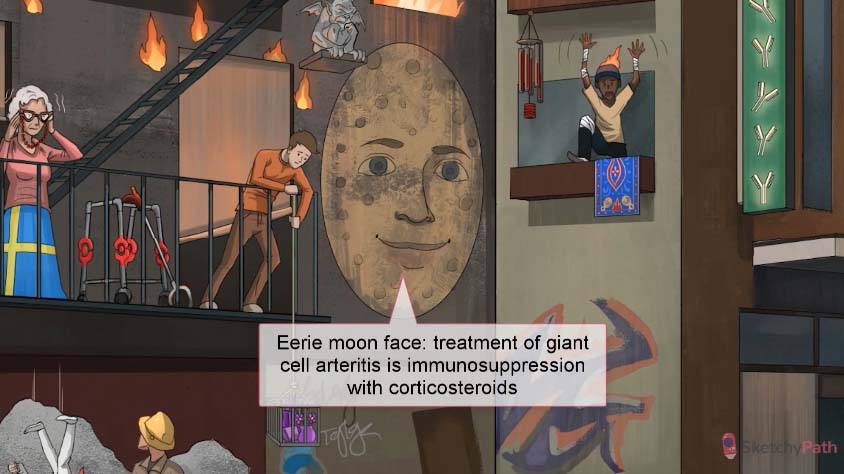 Eerie moon face: treatment of giant
cell arteritis is immunosuppression
with corticosteroids
SketchyPath